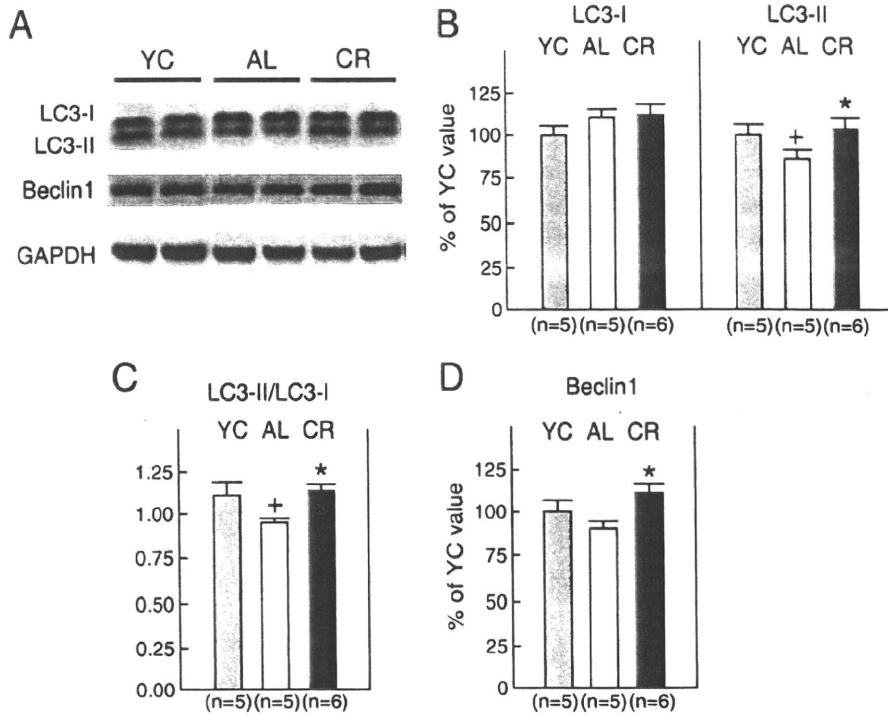 A
YC AL CR
LC3-I
LC3-II
Beclin1
GAPDH
B
LC3-I LC3-II
YC AL CR YC AL CR
% of YC value
125
100
75
50
25
0
+
*
(n=5)(n=5)(n=6) (n=5)(n=5)(n=6)
C
LC3-II/LC3-I
YC AL CR
1.25
1.00
0.75
0.50
0.25
0.00
+
*
(n=5)(n=5)(n=6)
D
Beclin1
YC AL CR
% of YC value
125
100
75
50
25
0
*
(n=5)(n=5)(n=6)